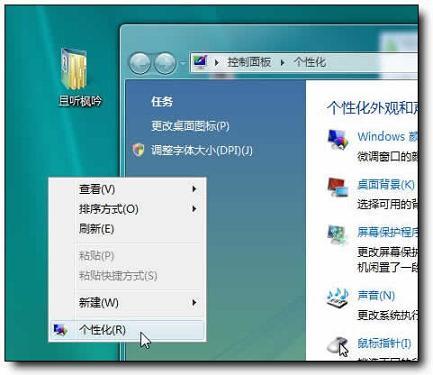 控制面板 个性化
且听枫吟
任务
更改桌面图标(P)
调整字体大小(DPI)(J)
个性化外观和
Windows
微调窗口的
桌面背景(K)
选择可用的
屏幕保护程
更改屏幕保
机闲置了一
声音(N)
更改系统执
鼠标指针(I)
查看(V)
排序方式(O)
刷新(E)
粘贴(P)
粘贴快捷方式(S)
新建(W)
个性化(R)